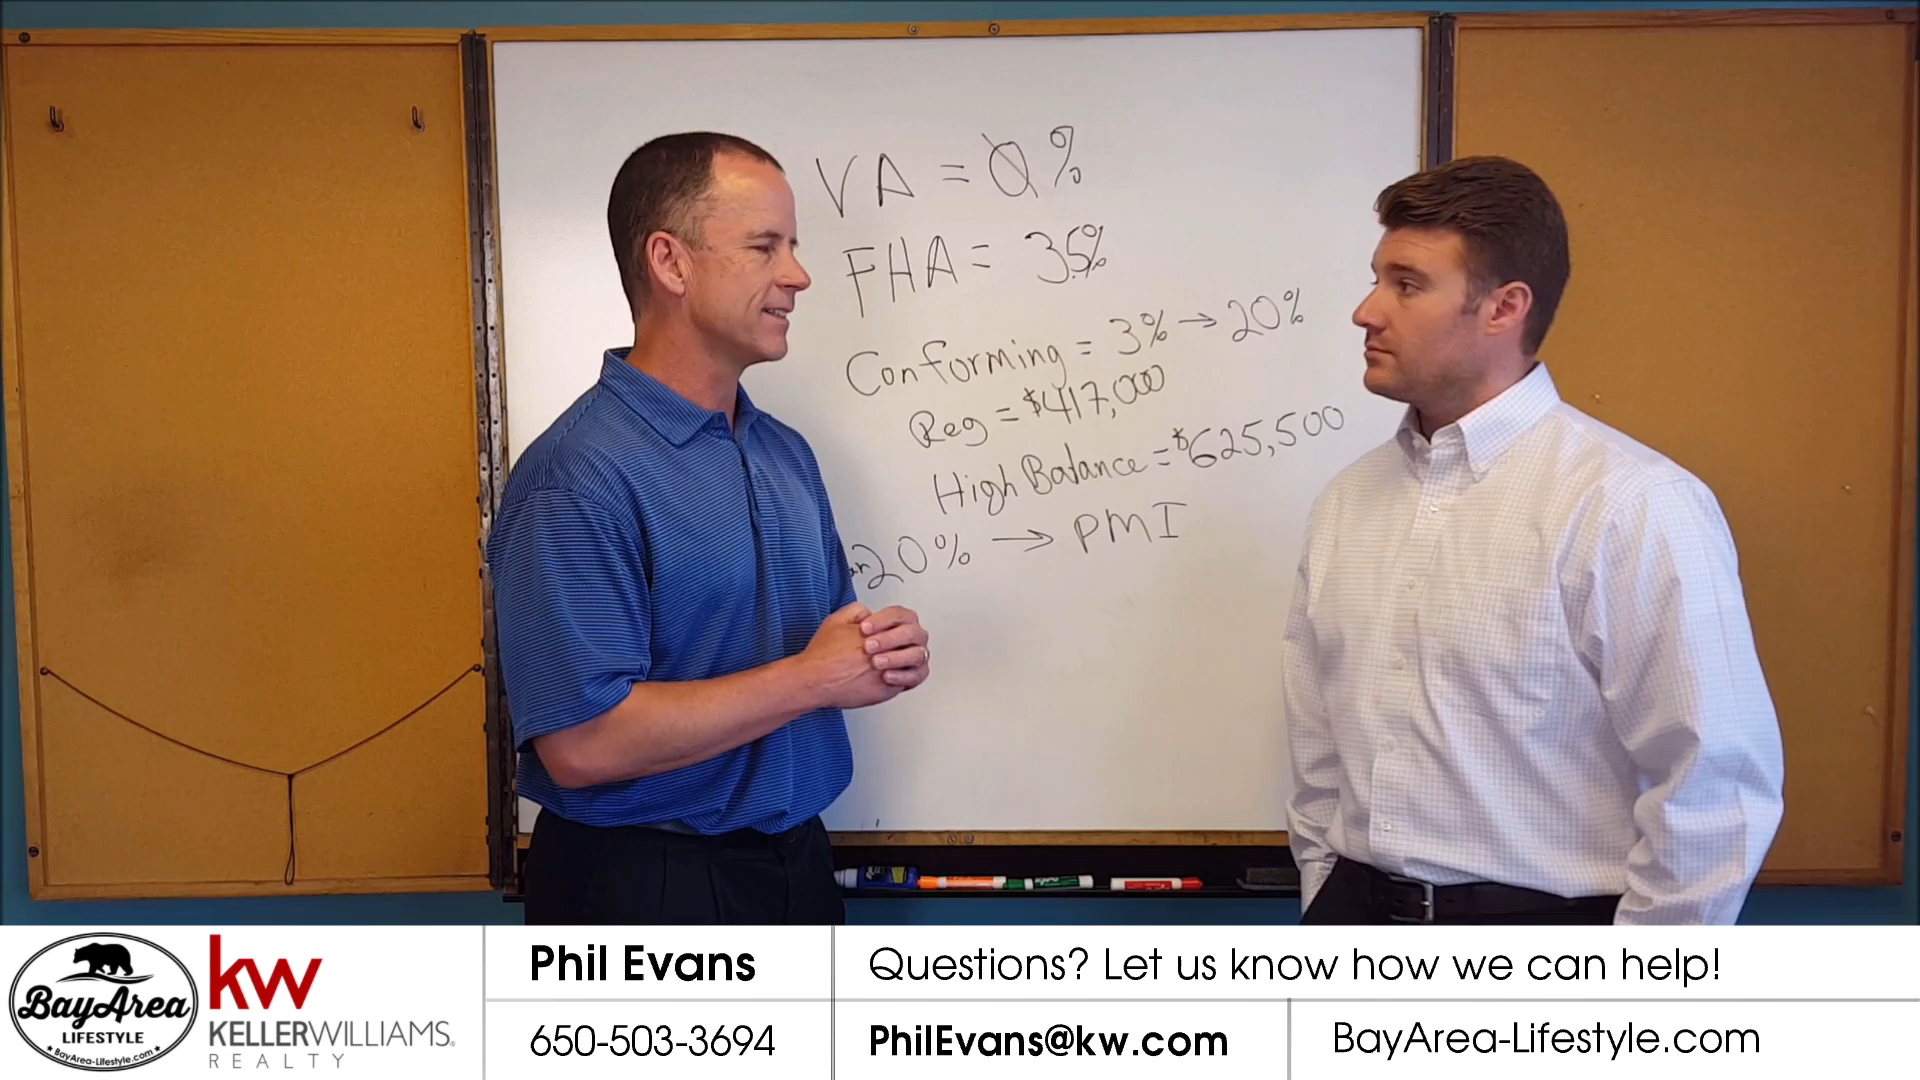 VA = 0%
FHA = 3.5%
Conforming = 3% → 20%
Reg = $417,000
High Balance = $625,500
20% → PMI
BayArea
LIFESTYLE
BayArea-Lifestyle.com
kw
KELLERWILLIAMS.
REALTY
Phil Evans
650-503-3694
Questions? Let us know how we can help!
PhilEvans@kw.com
BayArea-Lifestyle.com